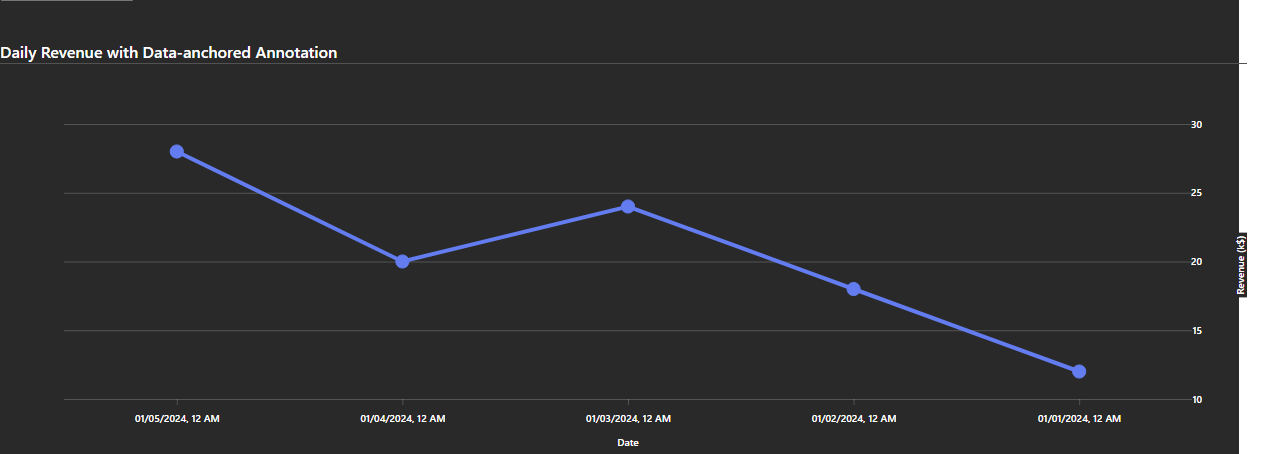 Daily Revenue with Data-anchored Annotation
30
25
20
15
10
Revenue (k$)
01/05/2024, 12 AM
01/04/2024, 12 AM
01/03/2024, 12 AM
01/02/2024, 12 AM
01/01/2024, 12 AM
Date